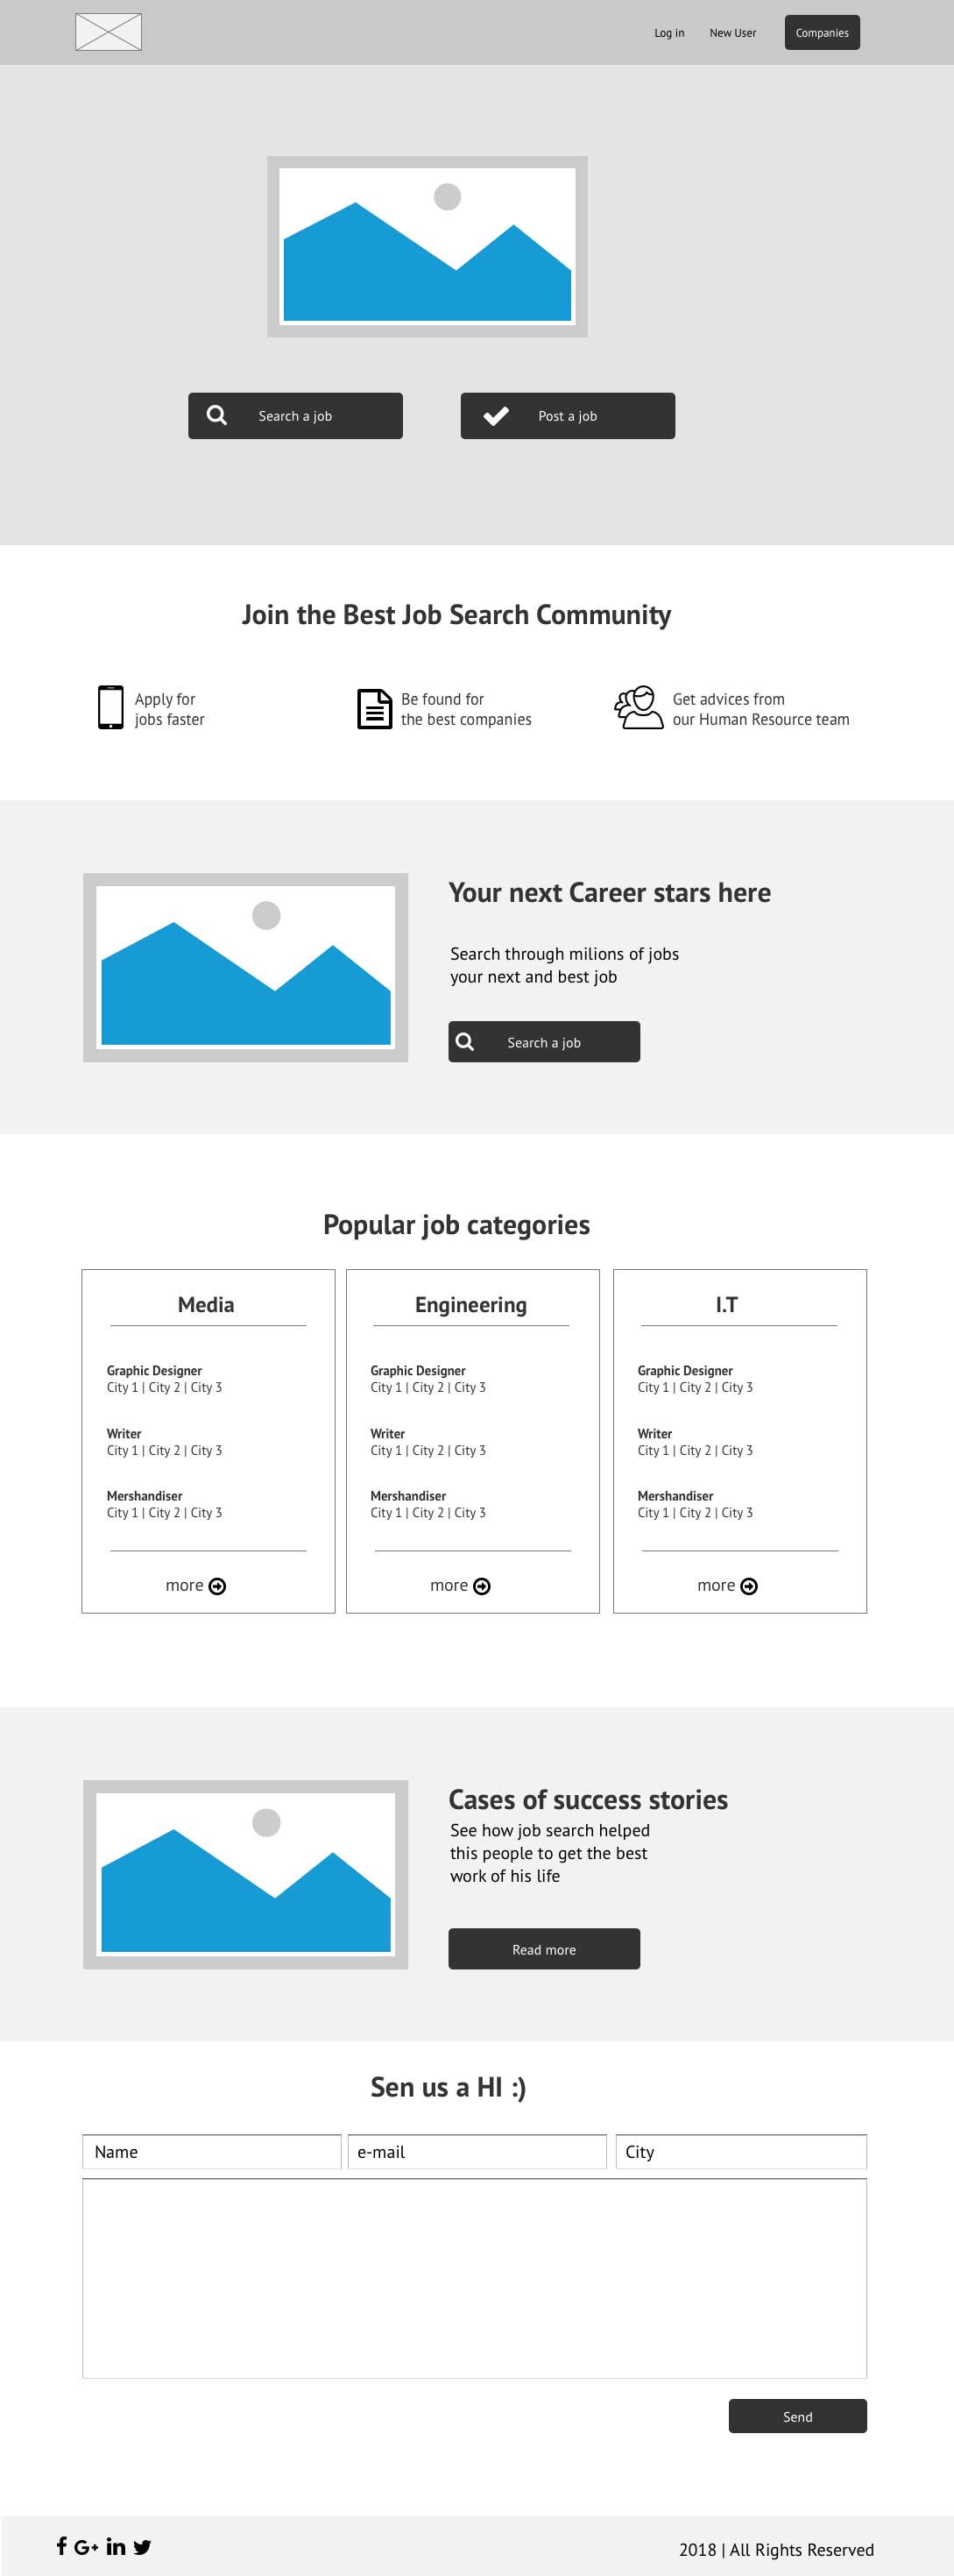 Log in
New User
Companies
Search a job
Post a job
Join the Best Job Search Community
Apply for
jobs faster
Be found for
the best companies
Get advices from
our Human Resource team
Your next Career stars here
Search through milions of jobs
your next and best job
Search a job
Popular job categories
Media
Graphic Designer
City 1 | City 2 | City 3
Writer
City 1 | City 2 | City 3
Mershandiser
City 1 | City 2 | City 3
more
Engineering
Graphic Designer
City 1 | City 2 | City 3
Writer
City 1 | City 2 | City 3
Mershandiser
City 1 | City 2 | City 3
more
I.T
Graphic Designer
City 1 | City 2 | City 3
Writer
City 1 | City 2 | City 3
Mershandiser
City 1 | City 2 | City 3
more
Cases of success stories
See how job search helped
this people to get the best
work of his life
Read more
Sen us a HI :)
Name
e-mail
City
Send
2018 | All Rights Reserved